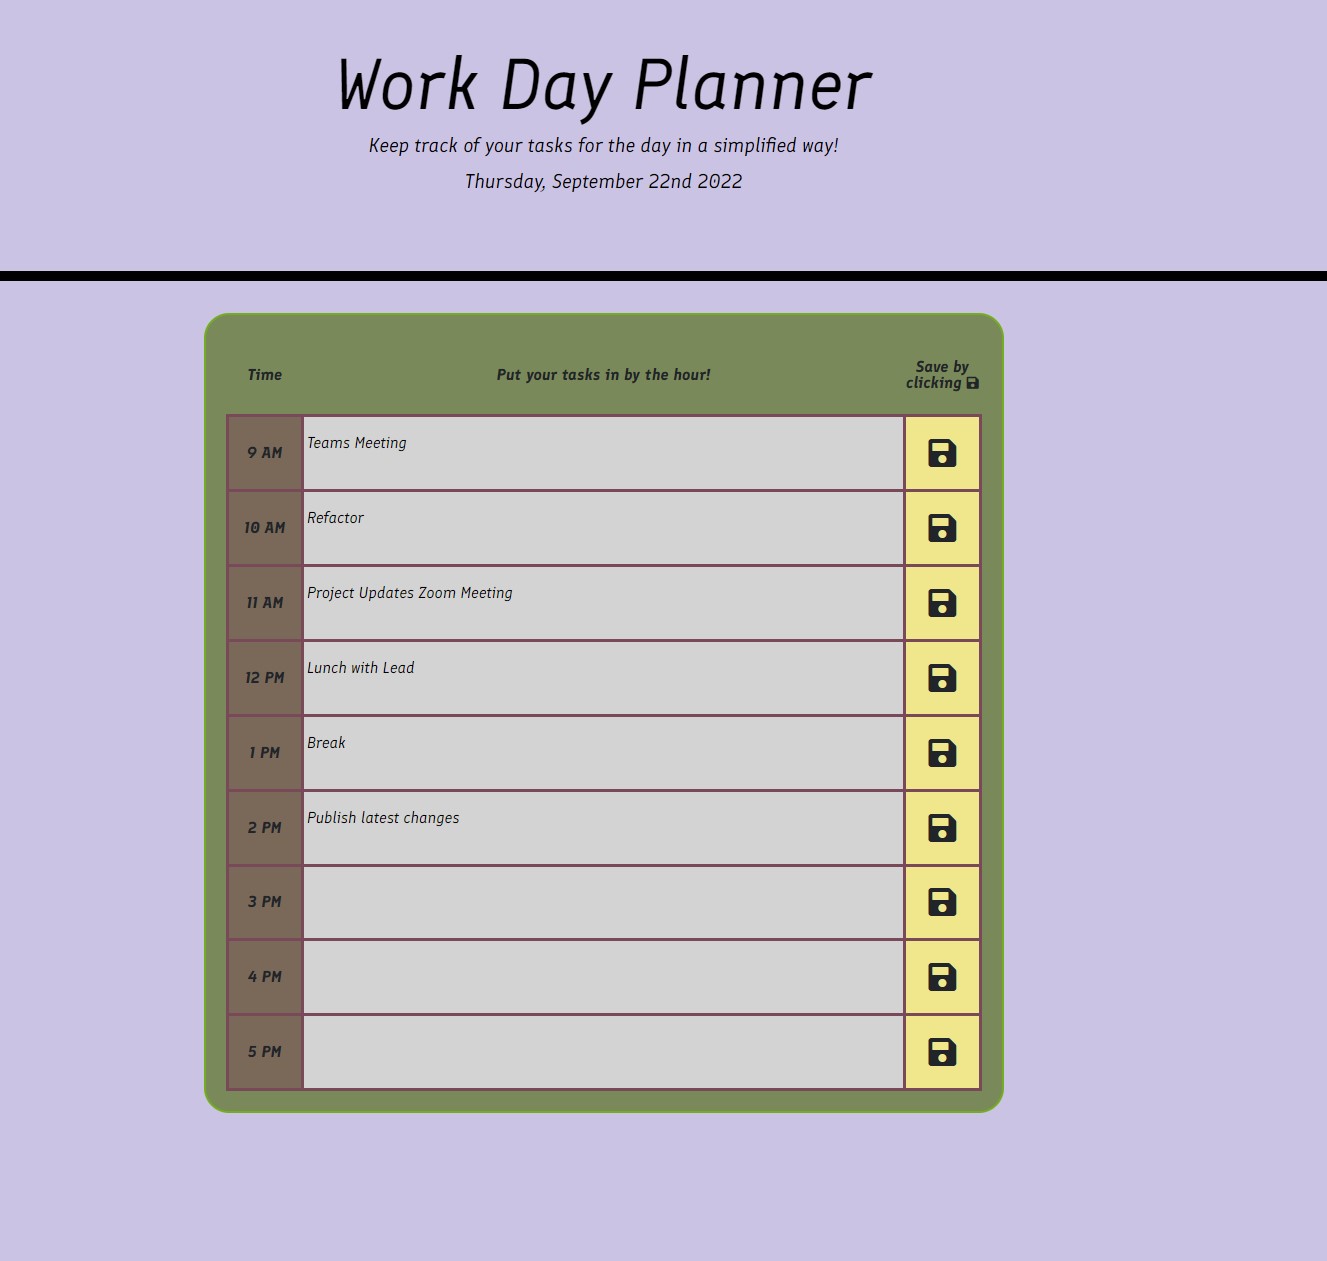 Work Day Planner
Keep track of your tasks for the day in a simplified way!
Thursday, September 22nd 2022
Time
Put your tasks in by the hour!
Save by
clicking
9 AM
Teams Meeting
10 AM
Refactor
11 AM
Project Updates Zoom Meeting
12 PM
Lunch with Lead
1 PM
Break
2 PM
Publish latest changes
3 PM
4 PM
5 PM